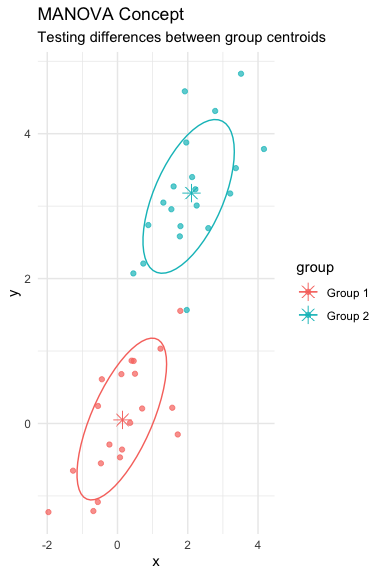 MANOVA Concept
Testing differences between group centroids
4
2
0
-2 0 2 4
x
y
group
Group 1
Group 2